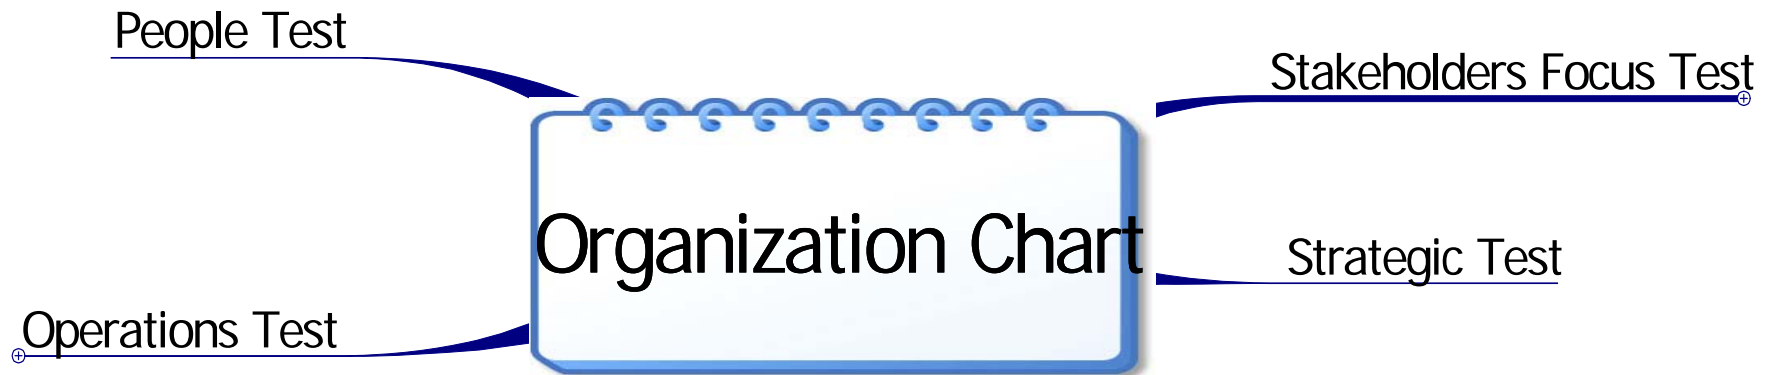 People Test
Stakeholders Focus Test
Organization Chart
Strategic Test
Operations Test